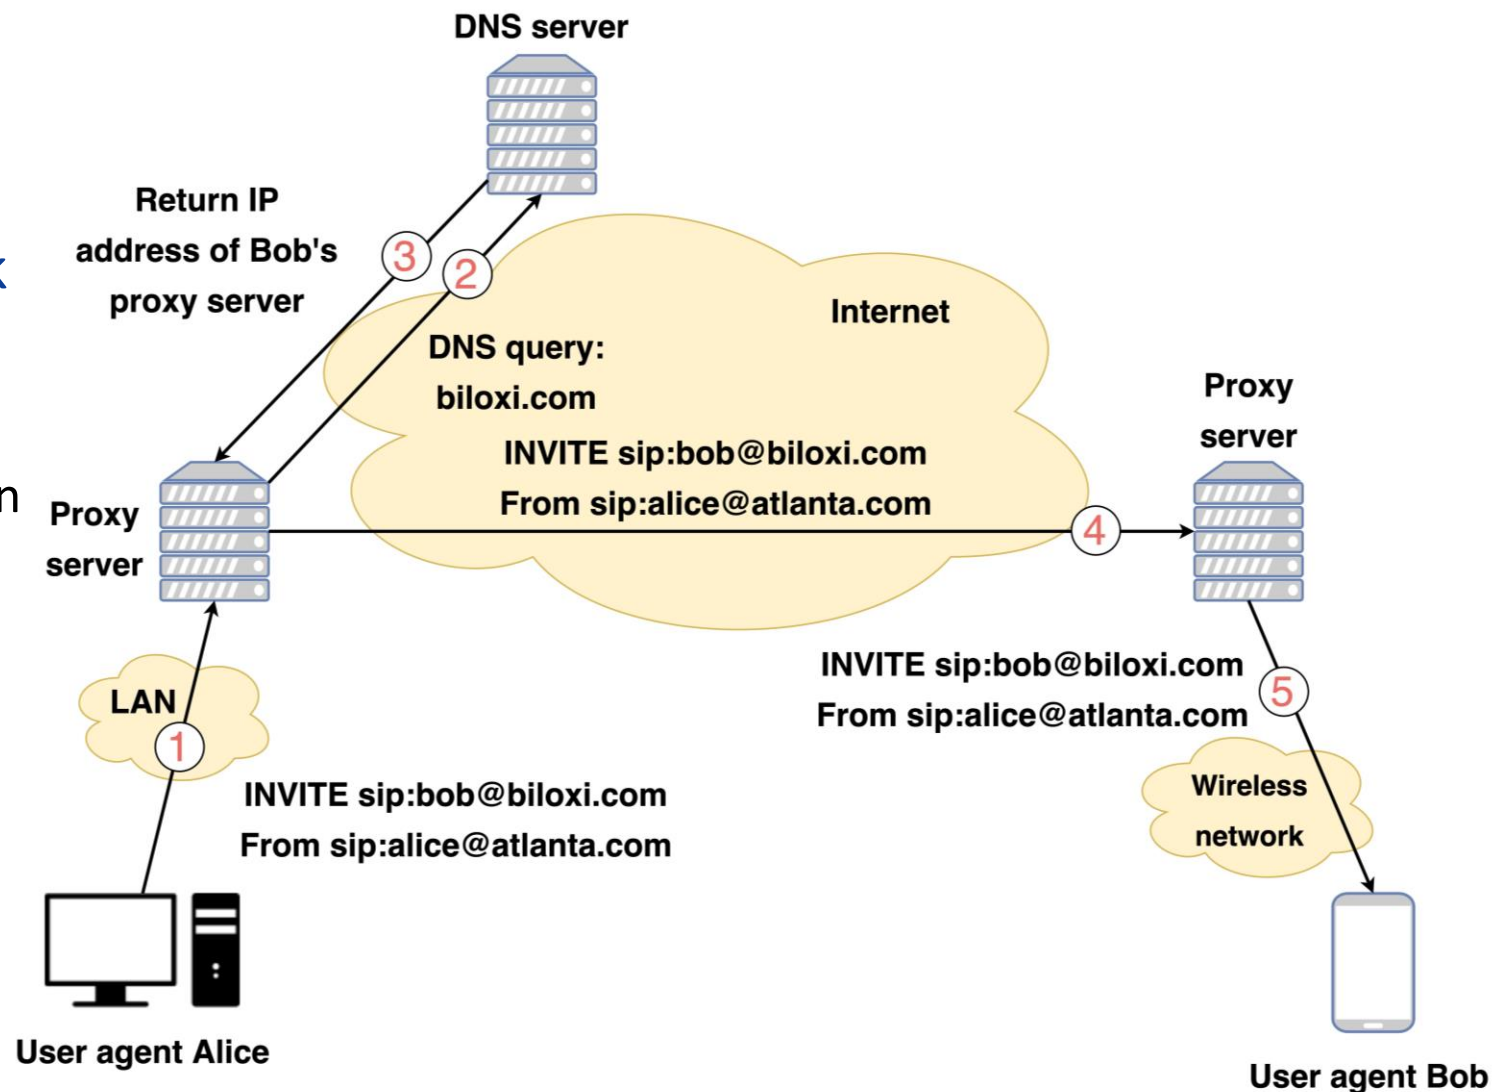 DNS server
Return IP
address of Bob's
proxy server
3
2
Internet
DNS query:
biloxi.com
INVITE sip:bob@biloxi.com
From sip:alice@atlanta.com
4
Proxy
server
Proxy
server
n
LAN
1
INVITE sip:bob@biloxi.com
From sip:alice@atlanta.com
INVITE sip:bob@biloxi.com
From sip:alice@atlanta.com
5
Wireless
network
User agent Alice
User agent Bob